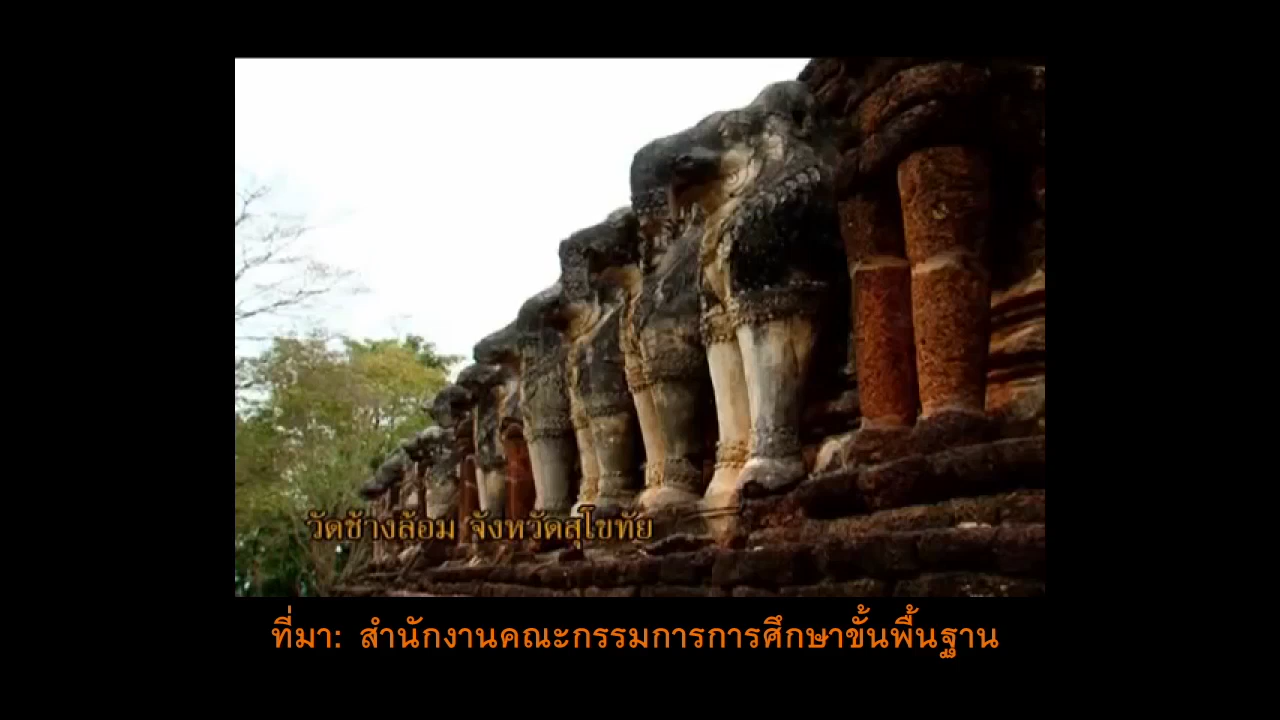 วัดช้างล้อม จังหวัดสุโขทัย
ที่มา: สำนักงานคณะกรรมการการศึกษาขั้นพื้นฐาน